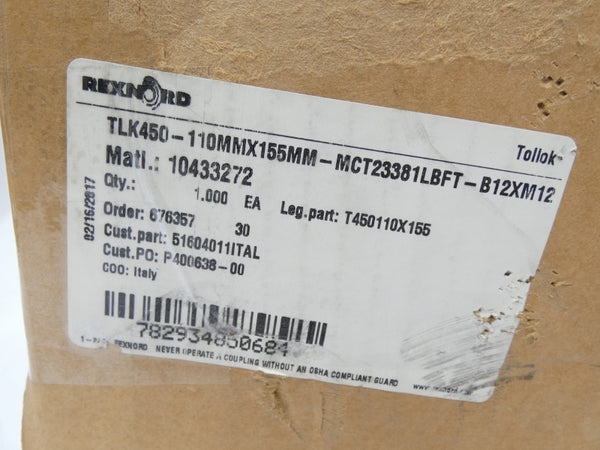 REXNORD
Tollok
TLK450-110MMX155MM-MCT23381LBFT-B12XM12
Matl.: 10433272
Qty.: 1.000 EA Leg.part: T450110X155
Order: 676357 30
Cust.part: 51604011ITAL
Cust.PO: P400638-00
COO: Italy
02/16/2017
782934850684
REXNORD NEVER OPERATE A COUPLING WITHOUT AN OSHA COMPLIANT GUARD